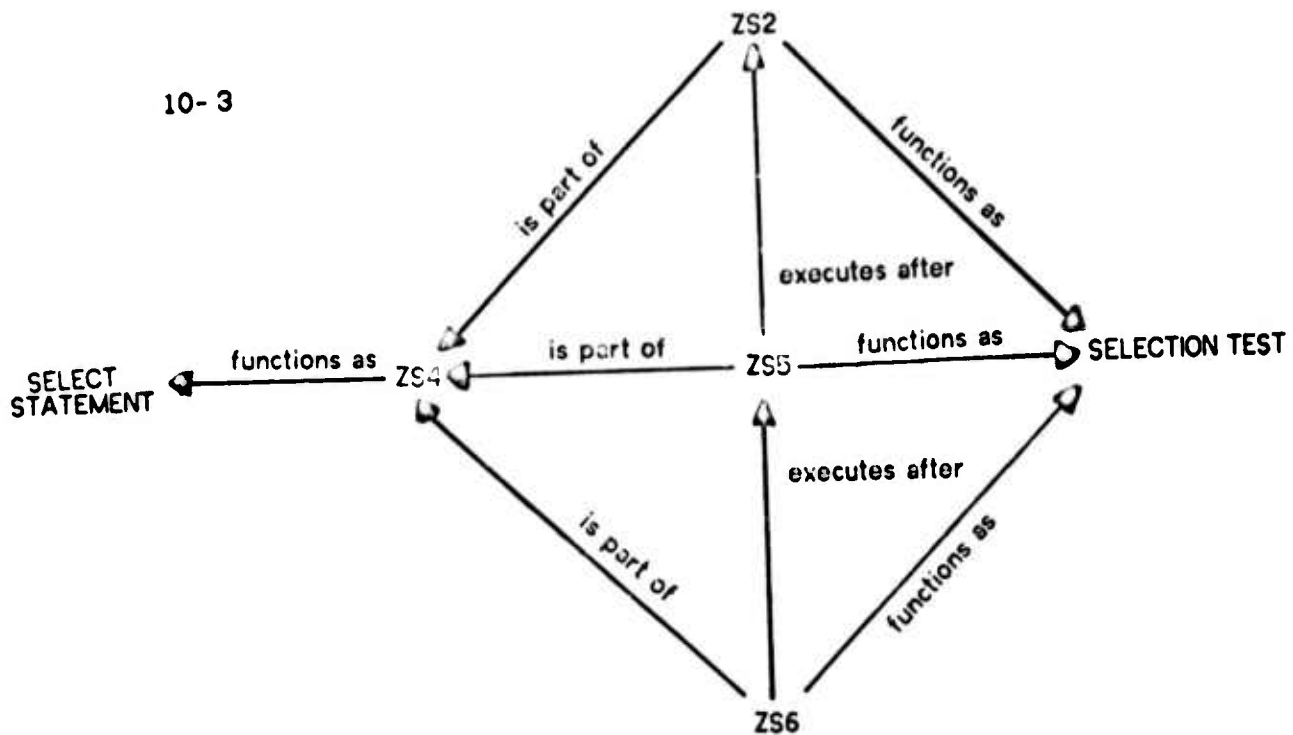 ZS2
10-3
is part of
functions as
executes after
functions as
is part of
ZS5
functions as
SELECTION TEST
SELECT
STATEMENT
ZS4
executes after
is part of
functions as
ZS6